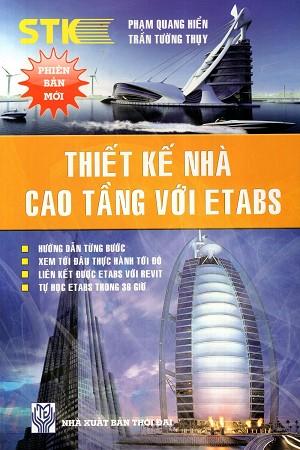 STK
PHẠM QUANG HIỂN
TRẦN TƯỜNG THỤY
PHIÊN
BẢN
MỚI
THIẾT KẾ NHÀ
CAO TẦNG VỚI ETABS
HƯỚNG DẪN TỪNG BƯỚC
XEM TỚI ĐÂU THỰC HÀNH TỚI ĐÓ
LIÊN KẾT ĐƯỢC ETABS VỚI REVIT
TỰ HỌC ETABS TRONG 36 GIỜ
NHÀ XUẤT BẢN THỜI ĐẠI